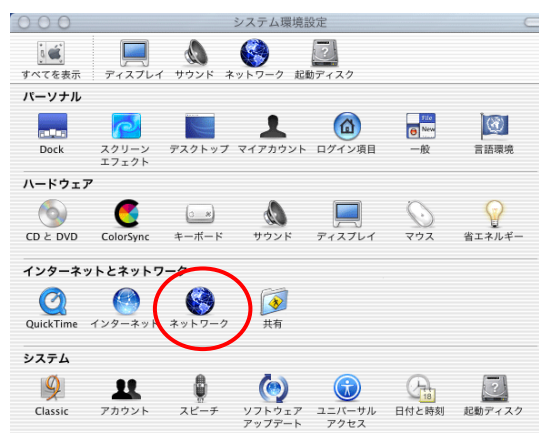 システム環境設定
すべてを表示 ディスプレイ サウンド ネットワーク 起動ディスク
パーソナル
File
New
Dock スクリーン エフェクト デスクトップ マイアカウント ログイン項目 一般 言語環境
ハードウェア
CD と DVD ColorSync キーボード サウンド ディスプレイ マウス 省エネルギー
インターネットとネットワーク
QuickTime インターネット ネットワーク 共有
システム
18
Classic アカウント スピーチ ソフトウェア アップデート ユニバーサル アクセス 日付と時刻 起動ディスク